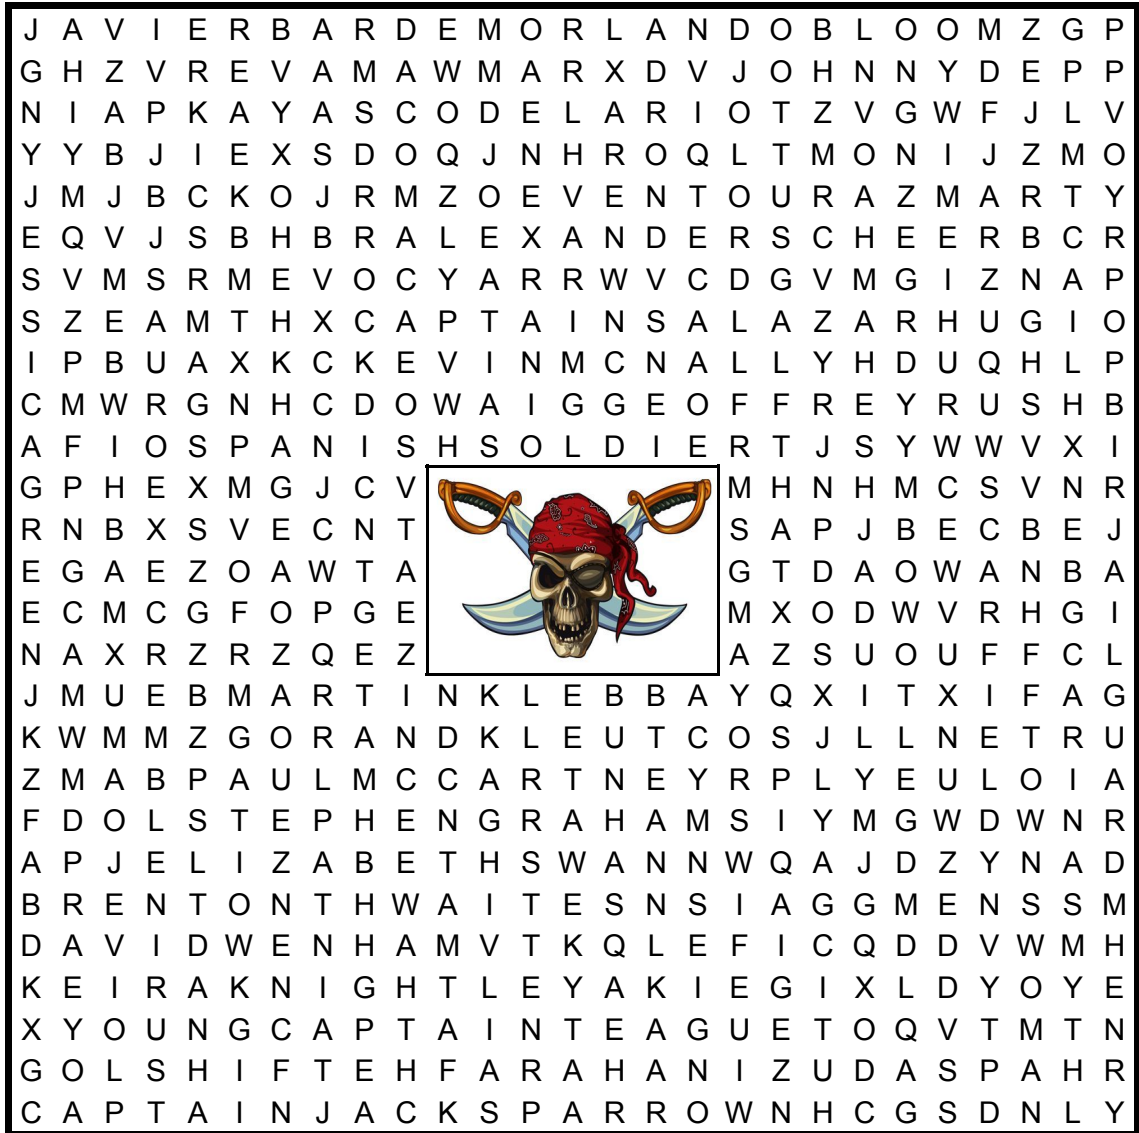 J A V I E R B A R D E M O R L A N D O B L O O M Z G P
G H Z V R E V A M A W M A R X D V J O H N N Y D E P P
N I A P K A Y A S C O D E L A R I O T Z V G W F J L V
Y Y B J I E X S D O Q J N H R O Q L T M O N I J Z M O
J M J B C K O J R M Z O E V E N T O U R A Z M A R T Y
E Q V J S B H B R A L E X A N D E R S C H E E R B C R
S V M S R M E V O C Y A R R W V C D G V M G I Z N A P
S Z E A M T H X C A P T A I N S A L A Z A R H U G I O
I P B U A X K C K E V I N M C N A L L Y H D U Q H L P
C M W R G N H C D O W A I G G E O F F R E Y R U S H B
A F I O S P A N I S H S O L D I E R T J S Y W W V X I
G P H E X M G J C V M H N H M C S V N R
R N B X S V E C N T S A P J B E C B E J
E G A E Z O A W T A G T D A O W A N B A
E C M C G F O P G E M X O D W V R H G I
N A X R Z R Z Q E Z A Z S U O U F F C L
J M U E B M A R T I N K L E B B A Y Q X I T X I F A G
K W M M Z G O R A N D K L E U T C O S J L L N E T R U
Z M A B P A U L M C C A R T N E Y R P L Y E U L O I A
F D O L S T E P H E N G R A H A M S I Y M G W D W N R
A P J E L I Z A B E T H S W A N N W Q A J D Z Y N A D
B R E N T O N T H W A I T E S N S I A G G M E N S S M
D A V I D W E N H A M V T K Q L E F I C Q D D V W M H
K E I R A K N I G H T L E Y A K I E G I X L D Y O Y E
X Y O U N G C A P T A I N T E A G U E T O Q V T M T N
G O L S H I F T E H F A R A H A N I Z U D A S P A H R
C A P T A I N J A C K S P A R R O W N H C G S D N L Y